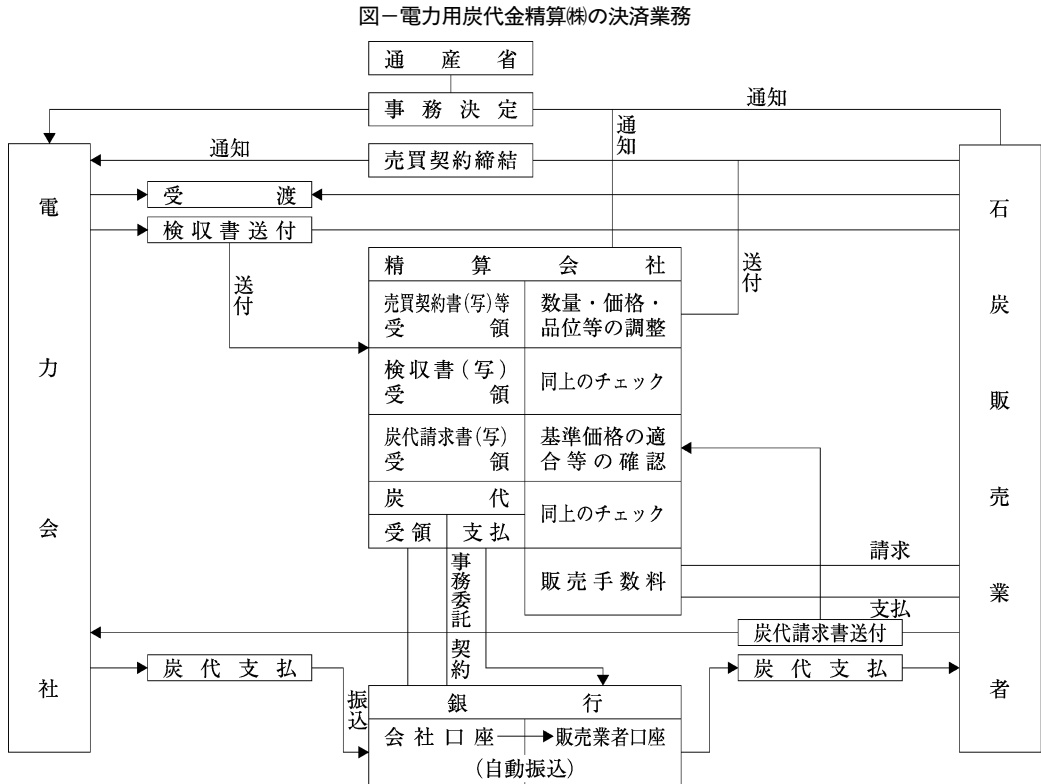 図－電力用炭代金精算㈱の決済業務
通産省
事務決定
通知
通知
売買契約締結
通知
受渡
検収書送付
送付
送付
電力会社
石炭販売業者
精算会社
売買契約書(写)等
受領
数量・価格・
品位等の調整
検収書(写)
受領
同上のチェック
炭代請求書(写)
受領
基準価格の適
合等の確認
炭代
受領
支払
同上のチェック
販売手数料
請求
支払
事務委託契約
炭代請求書送付
炭代支払
炭代支払
振込
銀行
会社口座
販売業者口座
(自動振込)